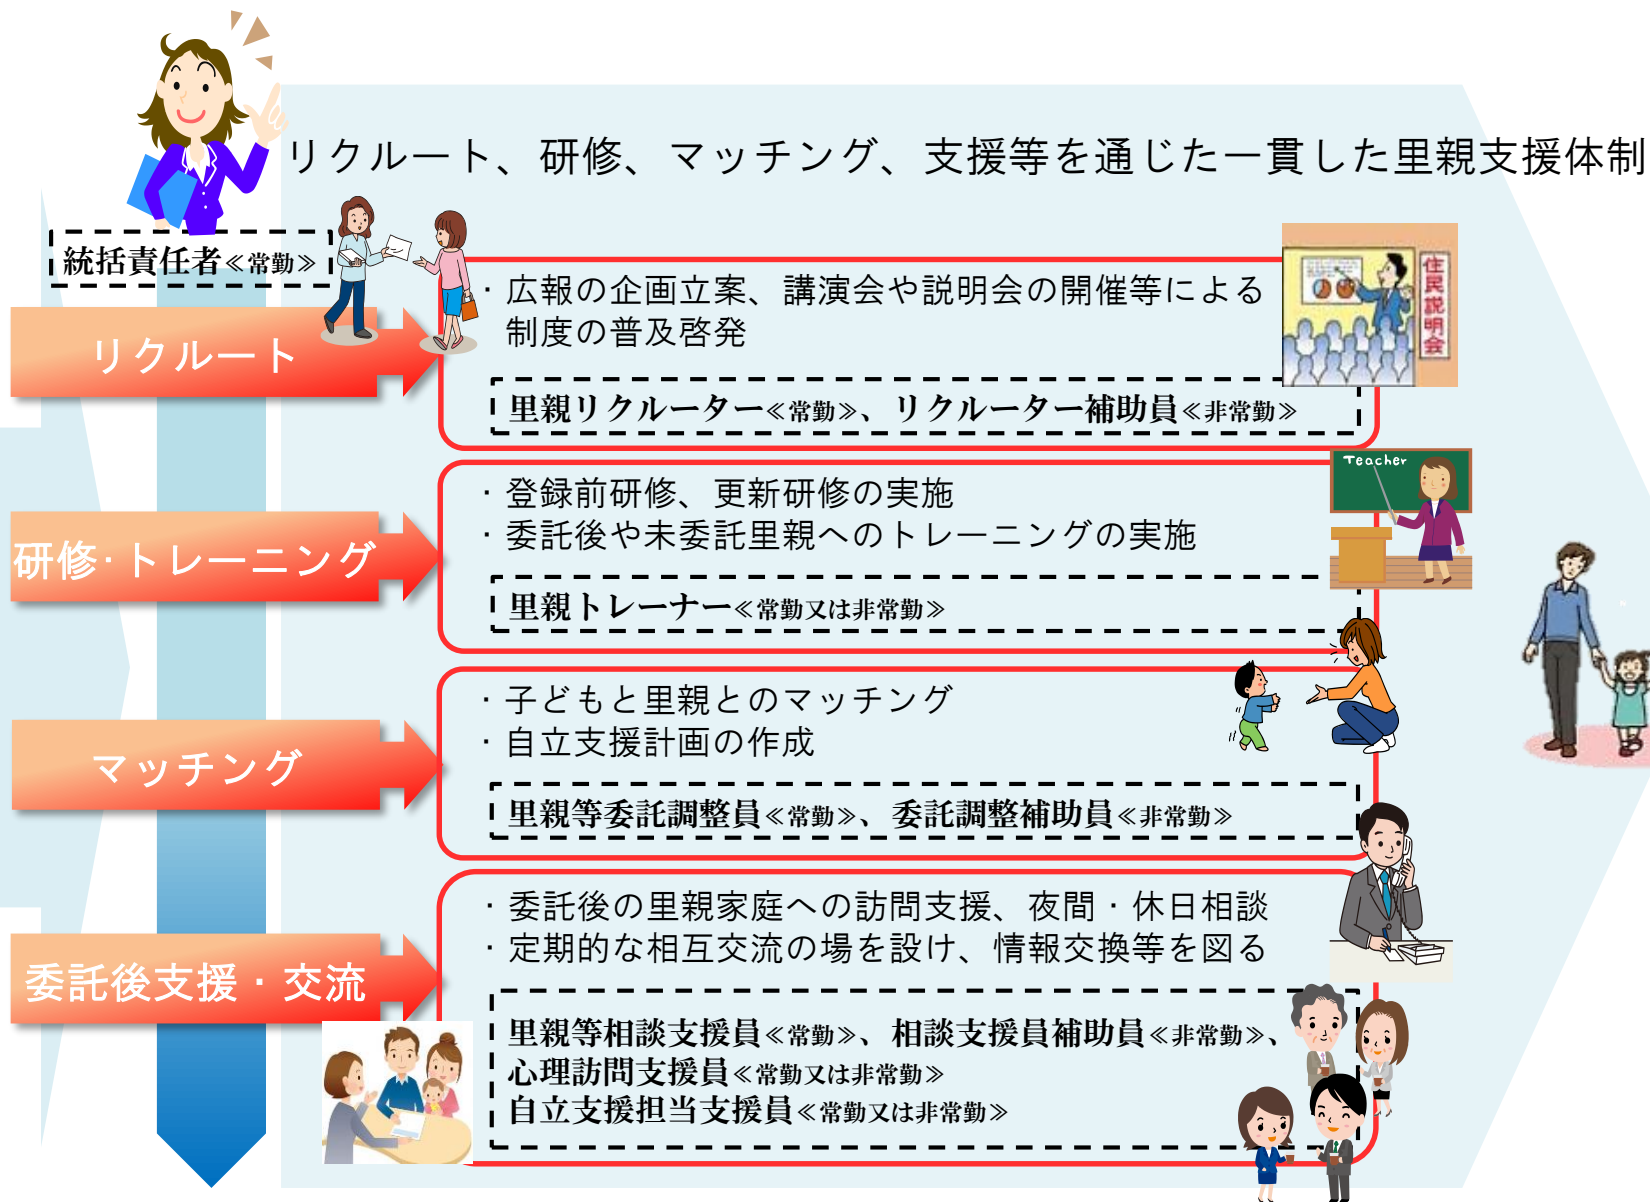 リクルート、研修、マッチング、支援等を通じた一貫した里親支援体制
統括責任者≪常勤≫
リクルート
・広報の企画立案、講演会や説明会の開催等による
制度の普及啓発
住民説明会
里親リクルーター≪常勤≫、リクルーター補助員≪非常勤≫
研修・トレーニング
・登録前研修、更新研修の実施
・委託後や未委託里親へのトレーニングの実施
Teacher
里親トレーナー≪常勤又は非常勤≫
マッチング
・子どもと里親とのマッチング
・自立支援計画の作成
里親等委託調整員≪常勤≫、委託調整補助員≪非常勤≫
委託後支援・交流
・委託後の里親家庭への訪問支援、夜間・休日相談
・定期的な相互交流の場を設け、情報交換等を図る
里親等相談支援員≪常勤≫、相談支援員補助員≪非常勤≫、
心理訪問支援員≪常勤又は非常勤≫
自立支援担当支援員≪常勤又は非常勤≫